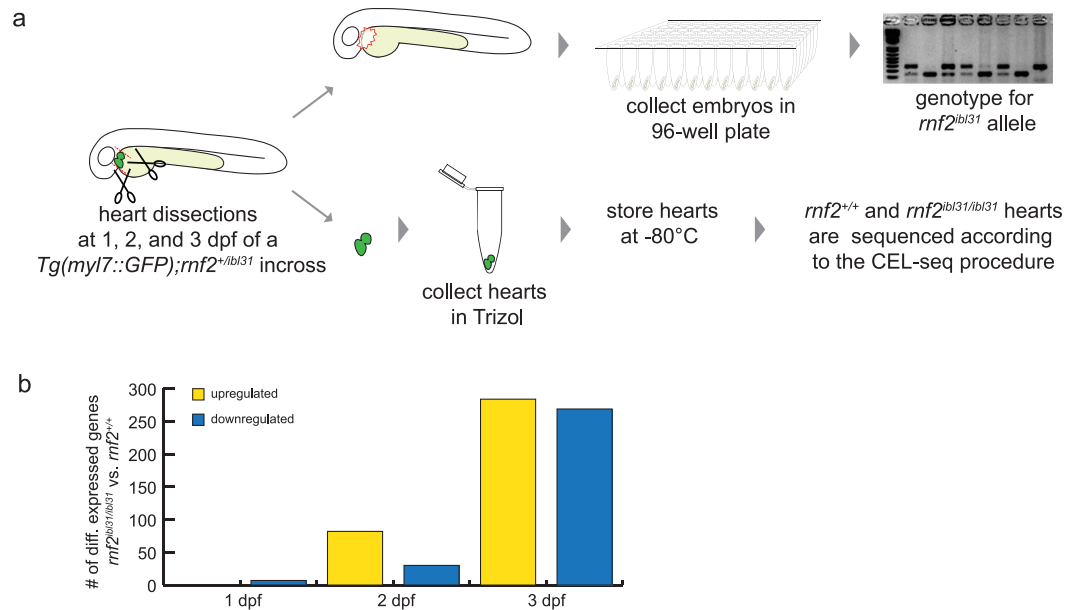 a
heart dissections
at 1, 2, and 3 dpf of a
Tg(myl7::GFP);rnf2+/ibl31 incross
collect embryos in
96-well plate
genotype for
rnf2ibl31 allele
collect hearts
in Trizol
store hearts
at -80°C
rnf2+/+ and rnf2ibl31/ibl31 hearts
are sequenced according
to the CEL-seq procedure
b
# of diff. expressed genes
rnf2ibl31/ibl31 vs. rnf2+/+
300
250
200
150
100
50
0
upregulated
downregulated
1 dpf
2 dpf
3 dpf